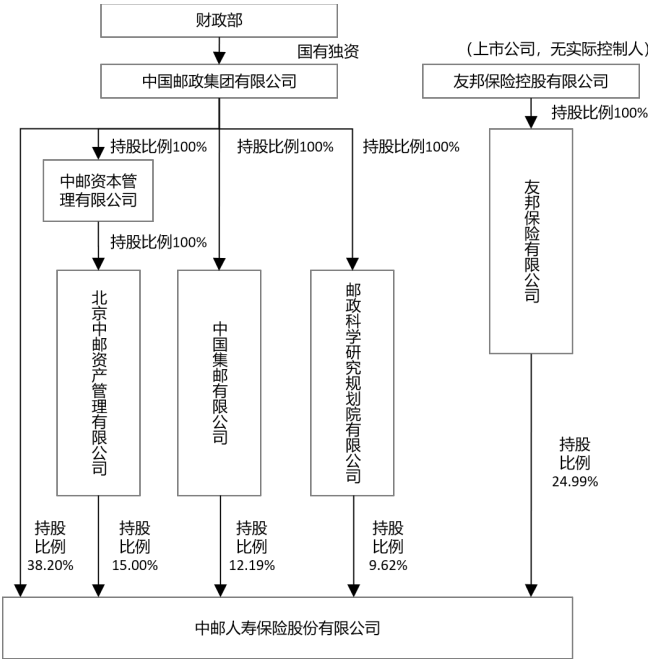 财政部
国有独资
(上市公司，无实际控制人)
中国邮政集团有限公司
友邦保险控股有限公司
持股比例100%
持股比例100%
持股比例100%
持股比例100%
中邮资本管
理有限公司
持股比例100%
北京中邮资产管理有限公司
中国集邮有限公司
邮政科学研究规划院有限公司
友邦保险有限公司
持股
比例
38.20%
持股
比例
15.00%
持股
比例
12.19%
持股
比例
9.62%
持股
比例
24.99%
中邮人寿保险股份有限公司